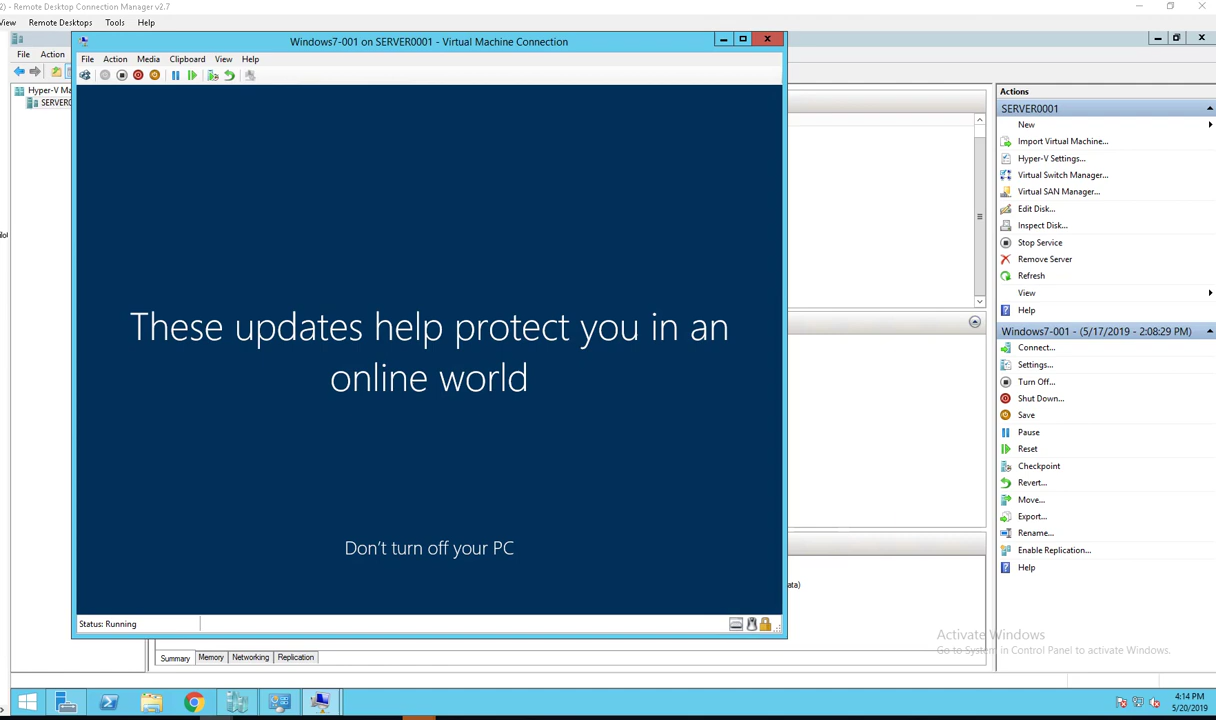 2) - Remote Desktop Connection Manager v2.7
View Remote Desktops Tools Help
File Action
Windows7-001 on SERVER0001 - Virtual Machine Connection
File Action Media Clipboard View Help
Hyper-V Ma
SERVER0
These updates help protect you in an
online world
Don't turn off your PC
Status: Running
ata)
Summary Memory Networking Replication
Actions
SERVER0001
New
Import Virtual Machine...
Hyper-V Settings...
Virtual Switch Manager...
Virtual SAN Manager...
Edit Disk...
Inspect Disk...
Stop Service
Remove Server
Refresh
View
Help
Windows7-001 - (5/17/2019 - 2:08:29 PM)
Connect...
Settings...
Turn Off...
Shut Down...
Save
Pause
Reset
Checkpoint
Revert...
Move...
Export...
Rename...
Enable Replication...
Help
Activate Windows
Go to System in Control Panel to activate Windows.
4:14 PM
5/20/2019